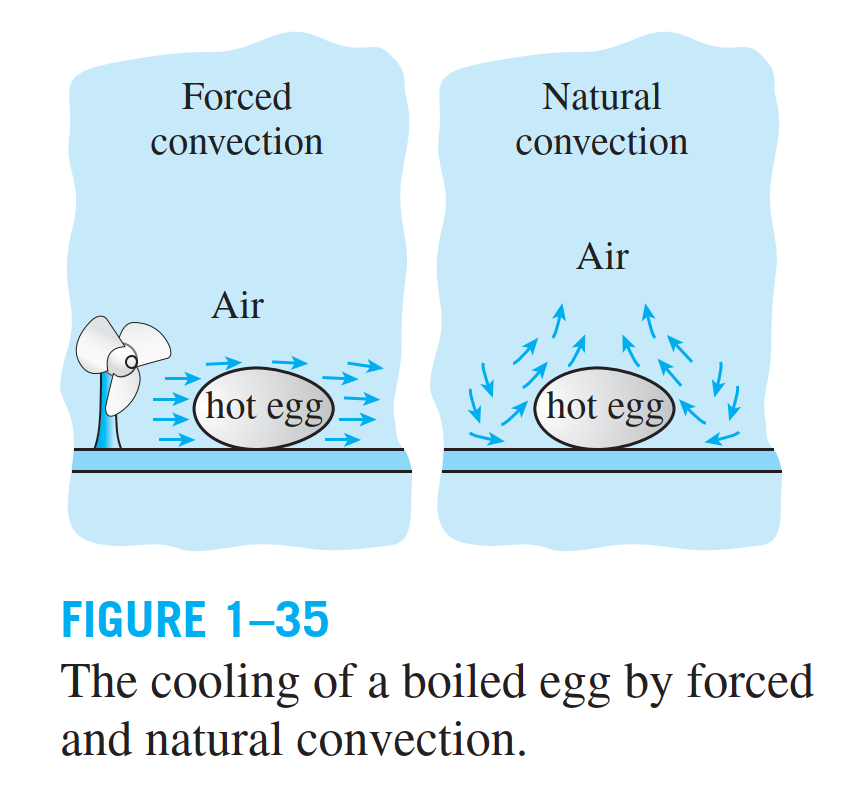 Forced
convection
Air
hot egg
Natural
convection
Air
hot egg
FIGURE 1–35
The cooling of a boiled egg by forced
and natural convection.